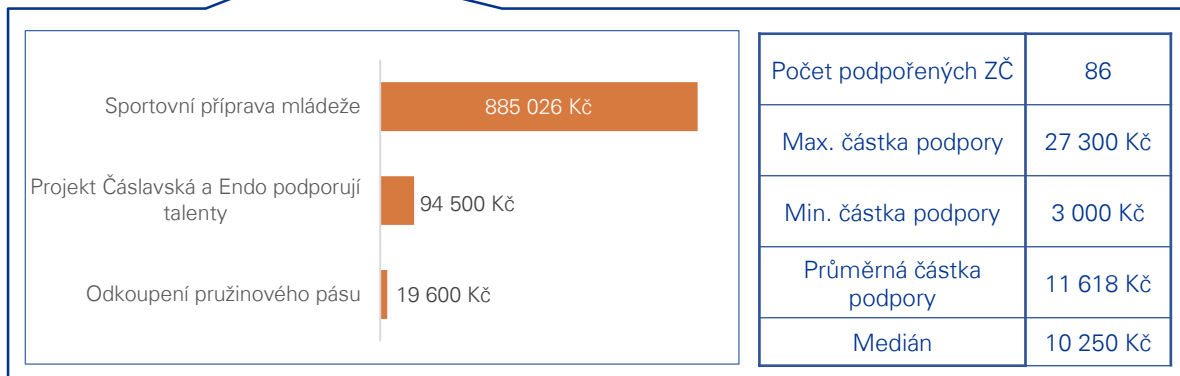 Sportovní příprava mládeže
885 026 Kč
Projekt Čáslavská a Endo podporují
talenty
94 500 Kč
Odkoupení pružinového pásu
19 600 Kč
Počet podpořených ZČ
86
Max. částka podpory
27 300 Kč
Min. částka podpory
3 000 Kč
Průměrná částka
podpory
11 618 Kč
Medián
10 250 Kč